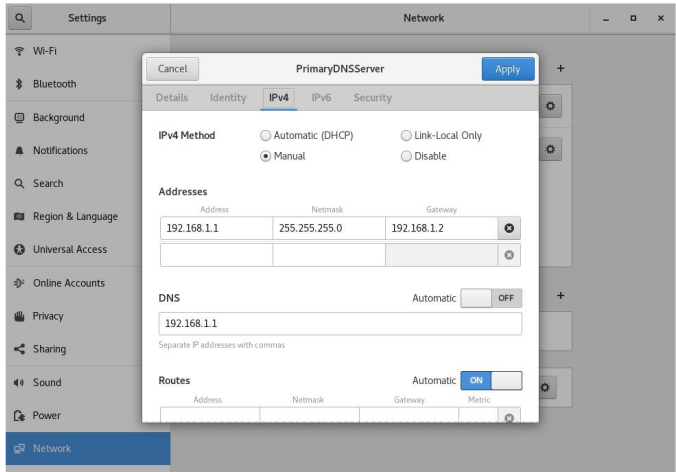 Settings
Network
Wi-Fi
Bluetooth
Background
Notifications
Search
Region & Language
Universal Access
Online Accounts
Privacy
Sharing
Sound
Power
Network
Cancel
PrimaryDNSServer
Apply
Details Identity IPv4 IPv6 Security
IPv4 Method
Automatic (DHCP) Link-Local Only
Manual Disable
Addresses
Address Netmask Gateway
192.168.1.1 255.255.255.0 192.168.1.2
DNS Automatic OFF
192.168.1.1
Separate IP addresses with commas
Routes Automatic ON
Address Netmask Gateway Metric